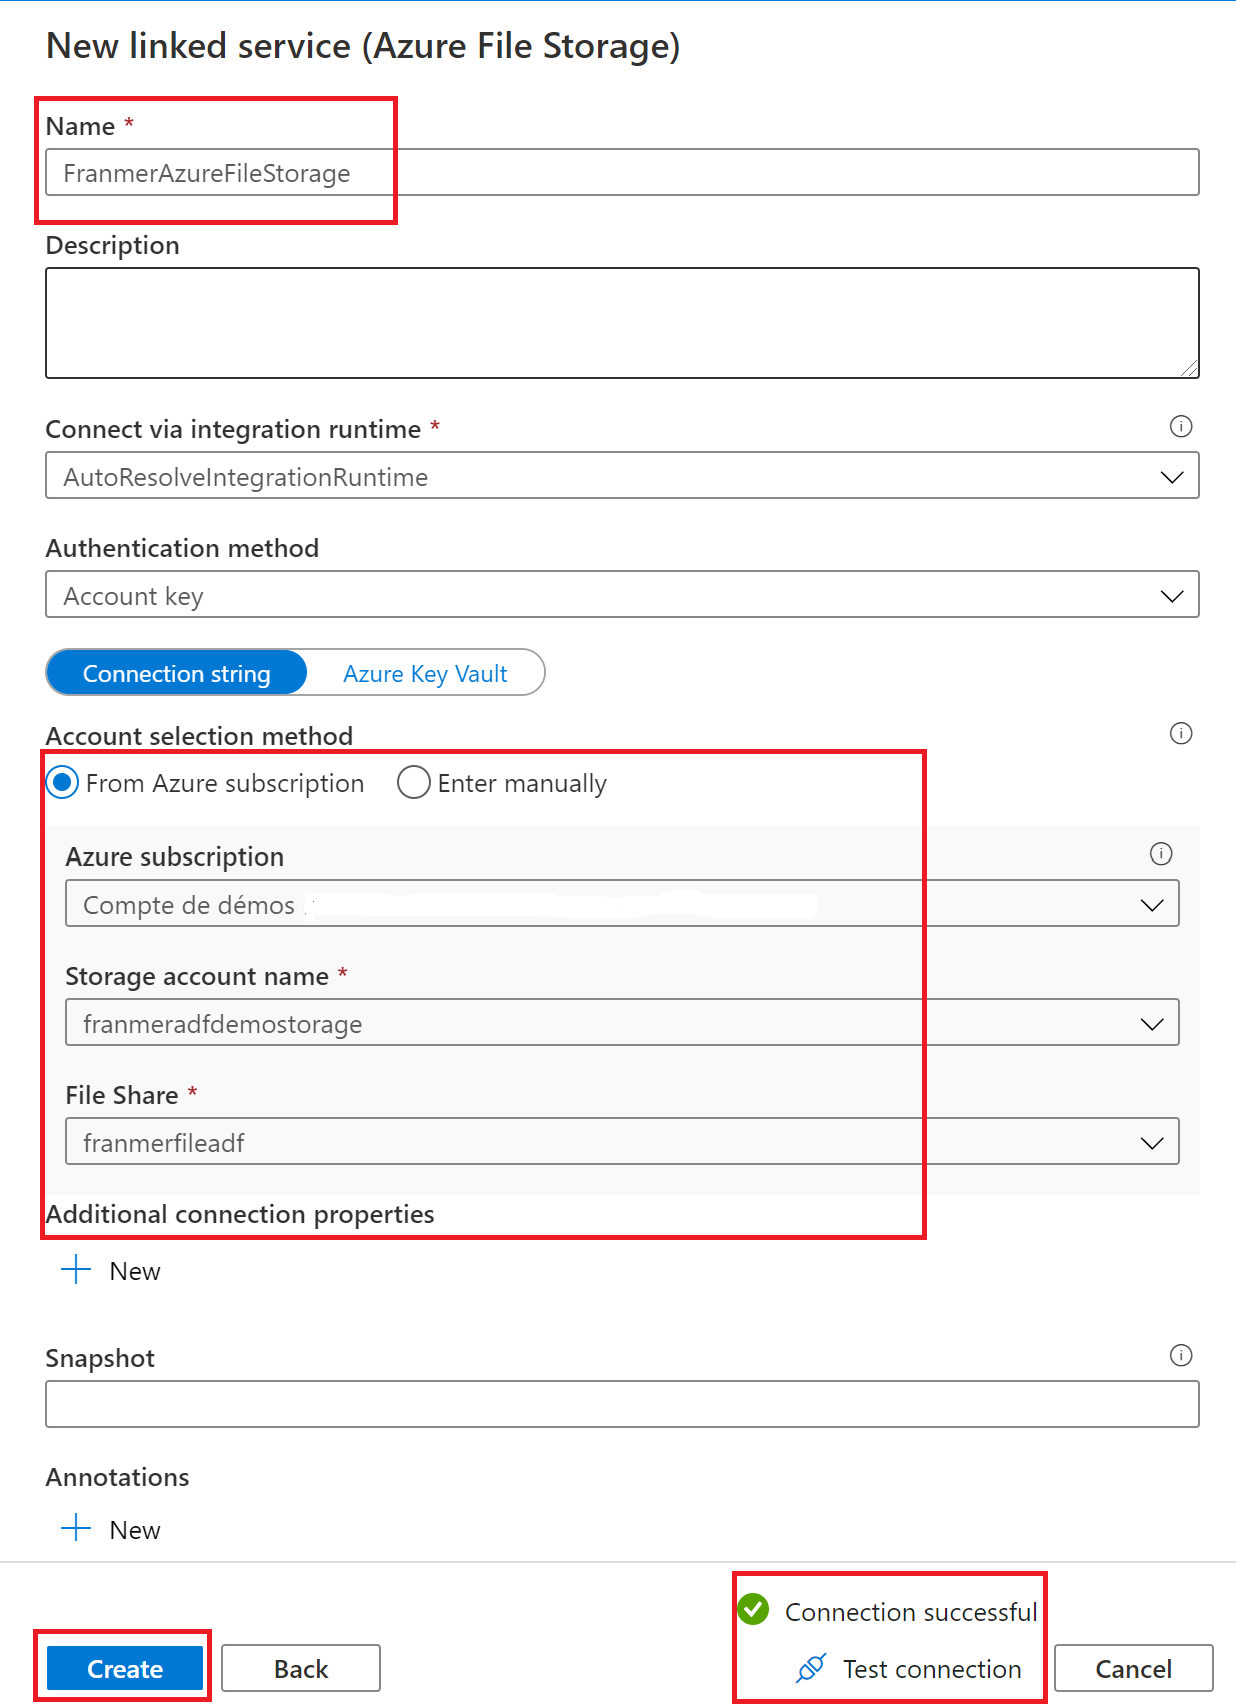 New linked service (Azure File Storage)
Name *
FranmerAzureFileStorage
Description
Connect via integration runtime *
AutoResolveIntegrationRuntime
Authentication method
Account key
Connection string Azure Key Vault
Account selection method
From Azure subscription Enter manually
Azure subscription
Compte de démos
Storage account name *
franmeradfdemostorage
File Share *
franmerfileadf
Additional connection properties
New
Snapshot
Annotations
New
Connection successful
Create Back Test connection Cancel